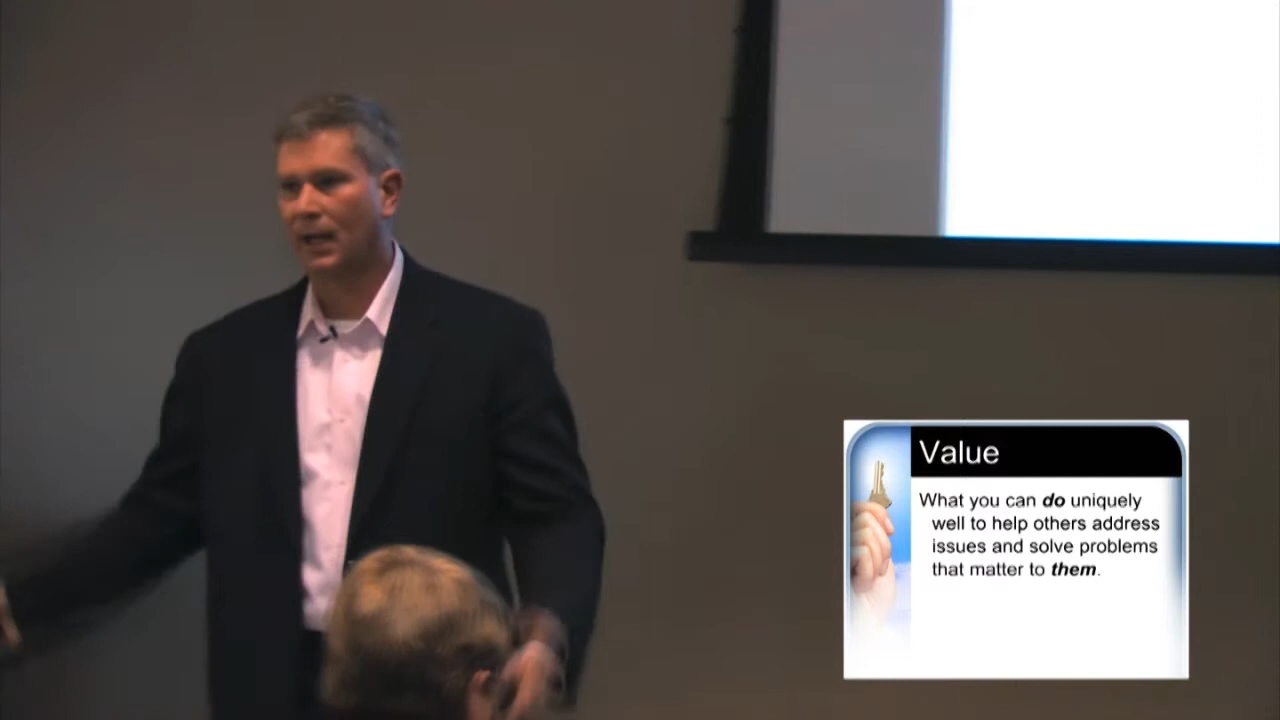 Value
What you can do uniquely
well to help others address
issues and solve problems
that matter to them.